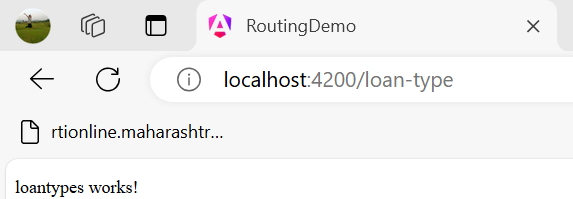 RoutingDemo
localhost:4200/loan-type
rtionline.maharashtr...
loantypes works!